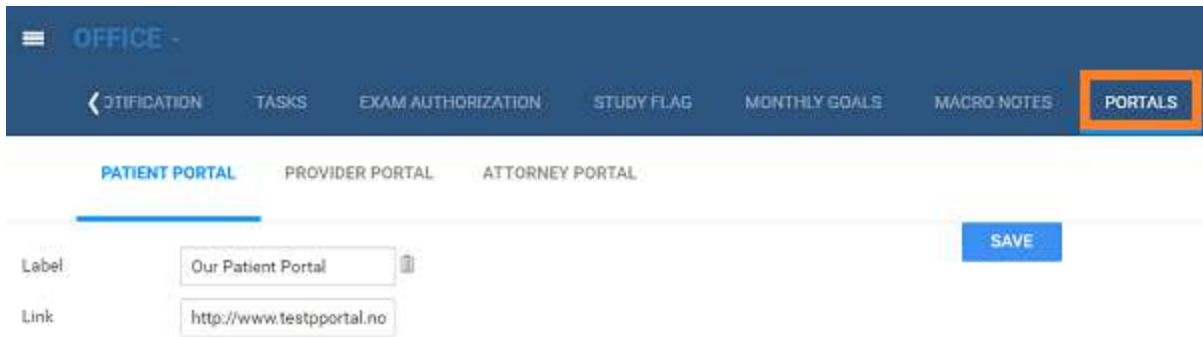 OFFICE -
OTIFICATION TASKS EXAM AUTHORIZATION STUDY FLAG MONTHLY GOALS MACRO NOTES PORTALS
PATIENT PORTAL PROVIDER PORTAL ATTORNEY PORTAL
SAVE
Label Our Patient Portal
Link http://www.testpportal.no